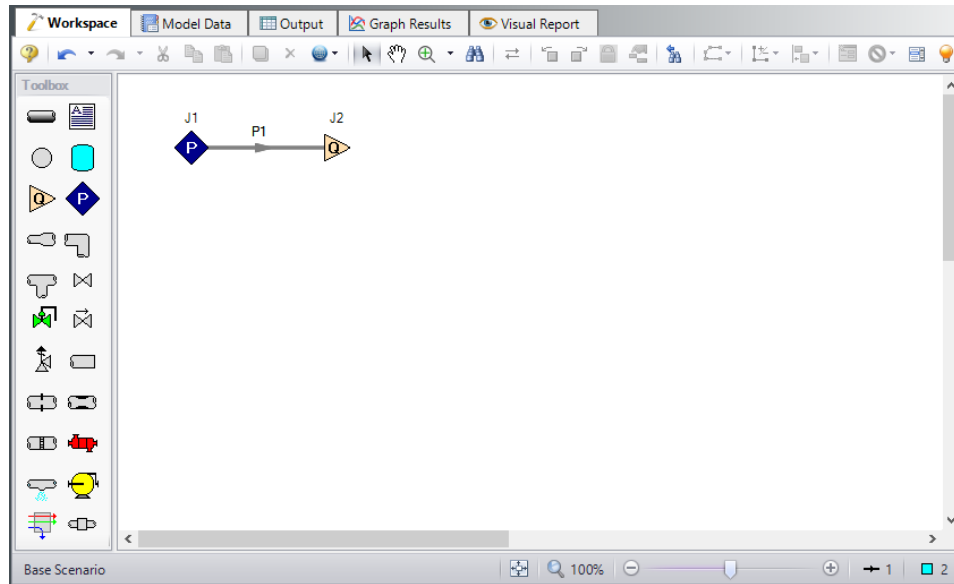 Workspace Model Data Output Graph Results Visual Report
Toolbox
J1 J2
P1
P Q
Q P
Base Scenario 100% 1 2